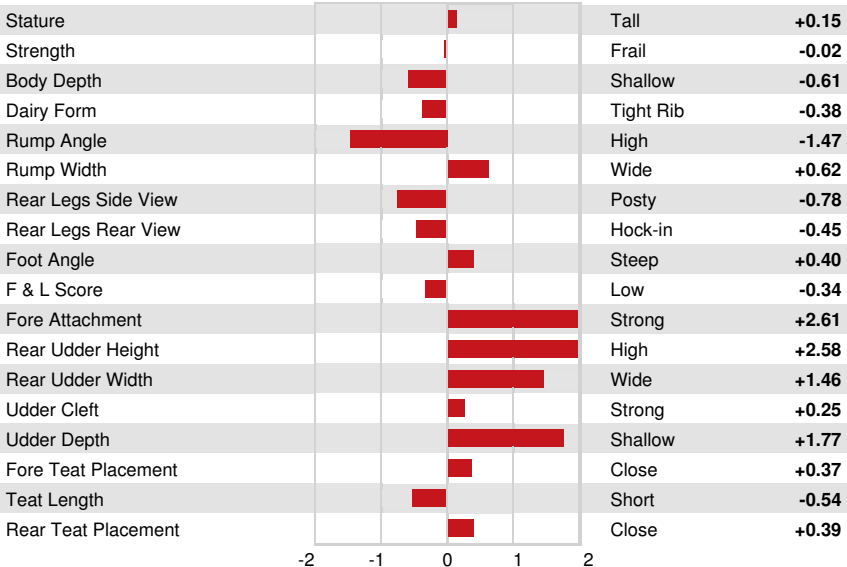 Stature Tall +0.15
Strength Frail -0.02
Body Depth Shallow -0.61
Dairy Form Tight Rib -0.38
Rump Angle High -1.47
Rump Width Wide +0.62
Rear Legs Side View Posty -0.78
Rear Legs Rear View Hock-in -0.45
Foot Angle Steep +0.40
F & L Score Low -0.34
Fore Attachment Strong +2.61
Rear Udder Height High +2.58
Rear Udder Width Wide +1.46
Udder Cleft Strong +0.25
Udder Depth Shallow +1.77
Fore Teat Placement Close +0.37
Teat Length Short -0.54
Rear Teat Placement Close +0.39
-2 -1 0 1 2